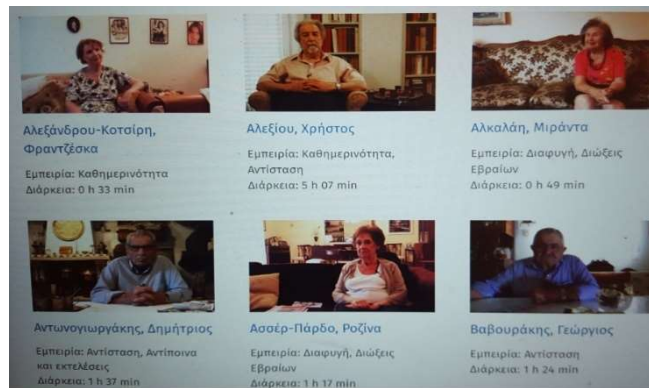 Αλεξάνδρου-Κοτσίρη,
Φραντζέσκα
Εμπειρία: Καθημερινότητα
Διάρκεια: 0 h 33 min
Αλεξίου, Χρήστος
Εμπειρία: Καθημερινότητα,
Αντίσταση
Διάρκεια: 5 h 07 min
Αλκαλάη, Μιράντα
Εμπειρία: Διαφυγή, Διώξεις
Εβραίων
Διάρκεια: 0 h 49 min
Αντωνογιωργάκης, Δημήτριος
Εμπειρία: Αντίσταση, Αντίποινα
και εκτελέσεις
Διάρκεια: 1 h 37 min
Ασσέρ-Πάρδο, Ροζίνα
Εμπειρία: Διαφυγή, Διώξεις
Εβραίων
Διάρκεια: 1 h 17 min
Βαβουράκης, Γεώργιος
Εμπειρία: Αντίσταση
Διάρκεια: 1 h 24 min